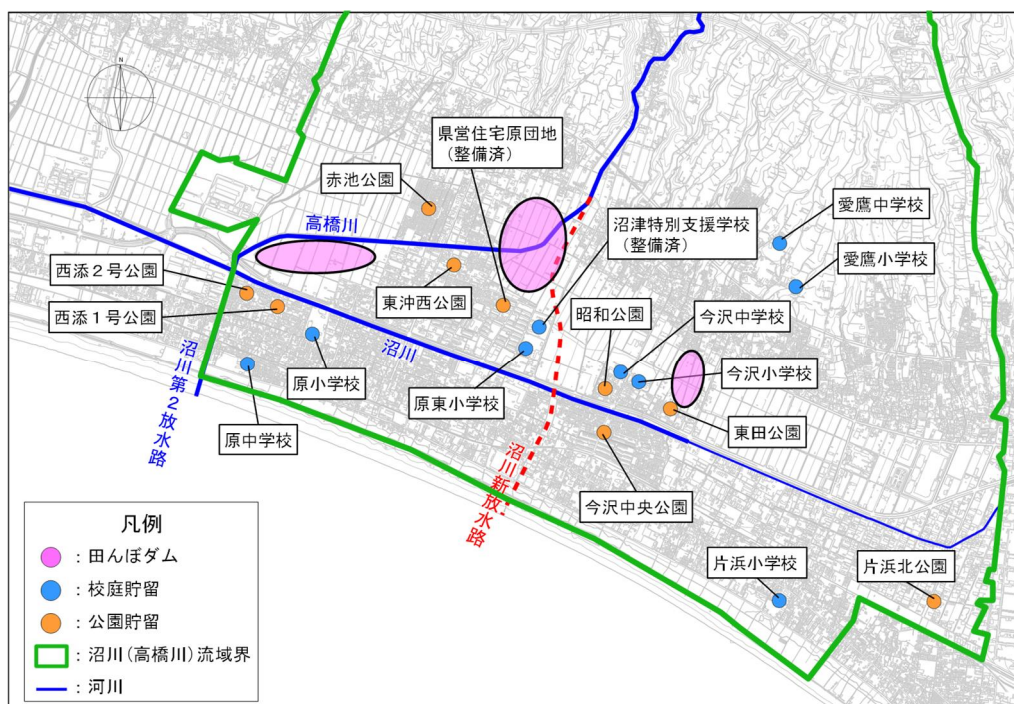 N
県営住宅原団地
(整備済)
赤池公園
高橋川
沼津特別支援学校
(整備済)
愛鷹中学校
愛鷹小学校
西添2号公園
西添1号公園
東沖西公園
昭和公園
今沢中学校
沼川
今沢小学校
原小学校
原東小学校
東田公園
原中学校
沼川第2放水路
沼川新放水路
今沢中央公園
片浜小学校
片浜北公園
凡例
:田んぼダム
:校庭貯留
:公園貯留
:沼川(高橋川)流域界
:河川